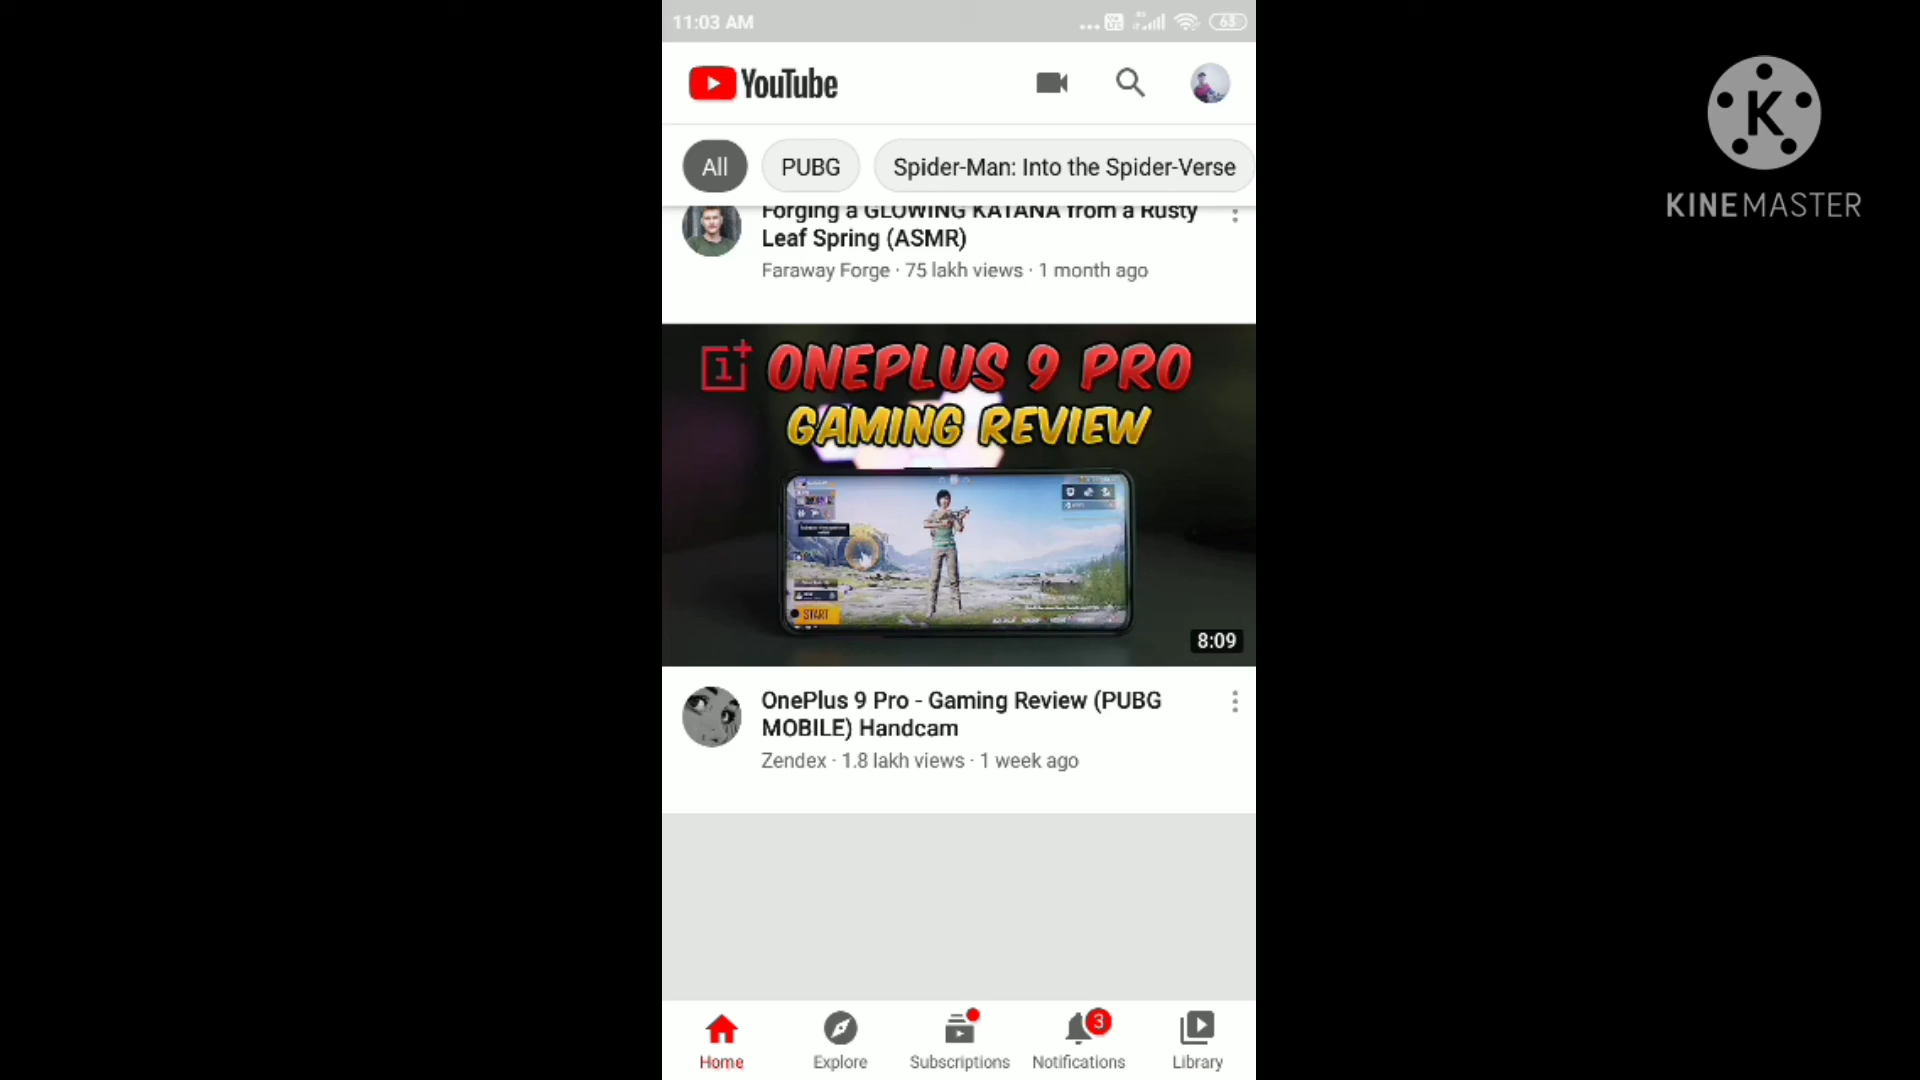 11:03 AM
63
YouTube
All
PUBG
Spider-Man: Into the Spider-Verse
Forging a GLOWING KATANA from a Rusty
Leaf Spring (ASMR)
Faraway Forge · 75 lakh views · 1 month ago
ONEPLUS 9 PRO
GAMING REVIEW
START
8:09
OnePlus 9 Pro - Gaming Review (PUBG
MOBILE) Handcam
Zendex · 1.8 lakh views · 1 week ago
Home
Explore
Subscriptions
3
Notifications
Library
K
KINEMASTER